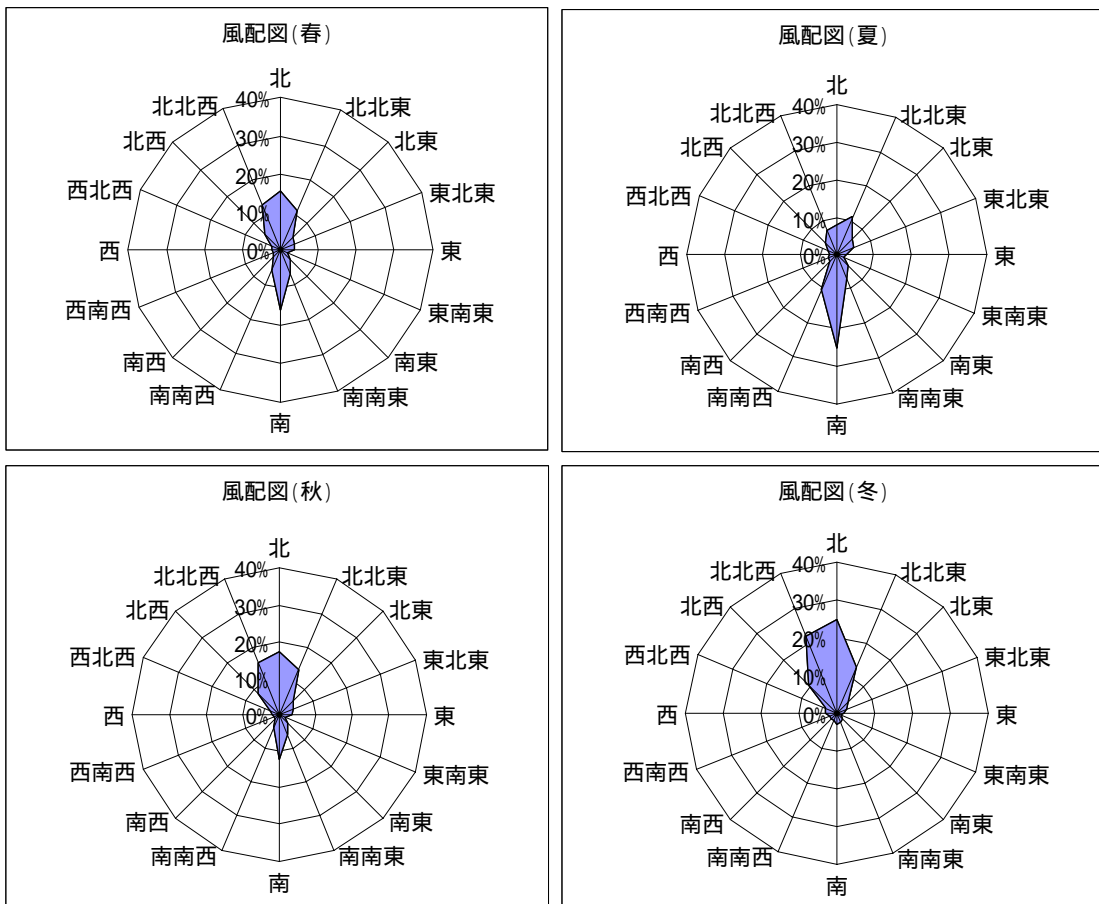 風配図(春)
北
北北西
40%
北北東
北西
30%
北東
西北西
20%
東北東
10%
西
0%
東
西南西
東南東
南西
南東
南南西
南南東
南
風配図(夏)
北
北北西
40%
北北東
北西
30%
北東
西北西
20%
東北東
10%
西
0%
東
西南西
東南東
南西
南東
南南西
南南東
南
風配図(秋)
北
北北西
40%
北北東
北西
30%
北東
西北西
20%
東北東
10%
西
0%
東
西南西
東南東
南西
南東
南南西
南南東
南
風配図(冬)
北
北北西
40%
北北東
北西
30%
北東
西北西
20%
東北東
10%
西
0%
東
西南西
東南東
南西
南東
南南西
南南東
南